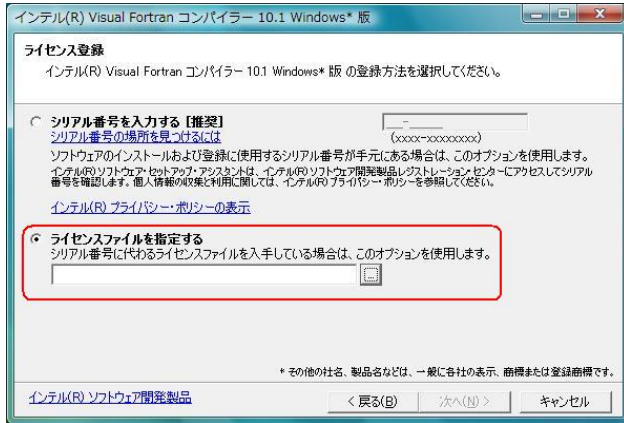 インテル(R) Visual Fortran コンパイラー 10.1 Windows* 版
ライセンス登録
インテル(R) Visual Fortran コンパイラー 10.1 Windows* 版 の登録方法を選択してください。
シリアル番号を入力する [推奨]
__-_____
シリアル番号の場所を見つけるには
(xxxx-xxxxxxxx)
ソフトウェアのインストールおよび登録に使用するシリアル番号が手元にある場合は、このオプションを使用します。
インテル(R) ソフトウェア・セットアップ・アシスタントは、インテル(R) ソフトウェア開発製品レジストレーション・センターにアクセスしてシリアル
番号を確認します。個人情報の収集と利用に関しては、インテル(R) プライバシー・ポリシーを参照してください。
インテル(R) プライバシー・ポリシーの表示
ライセンスファイルを指定する
シリアル番号に代わるライセンスファイルを入手している場合は、このオプションを使用します。
...
* その他の社名、製品名などは、一般に各社の表示、商標または登録商標です。
インテル(R) ソフトウェア開発製品
< 戻る(B)
次へ(N) >
キャンセル